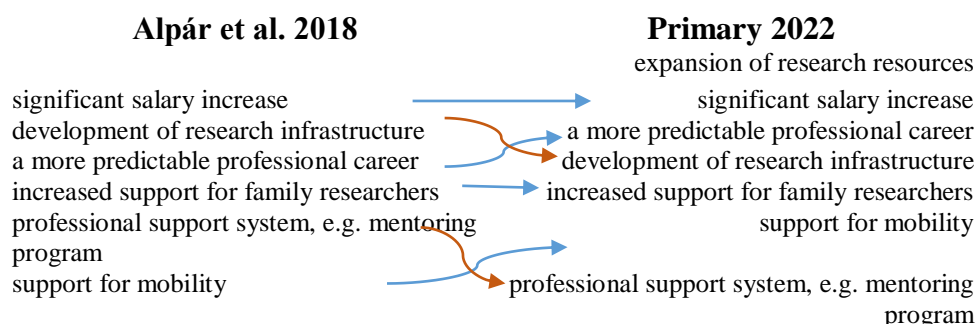 Alpár et al. 2018
significant salary increase
development of research infrastructure
a more predictable professional career
increased support for family researchers
professional support system, e.g. mentoring
program
support for mobility
Primary 2022
expansion of research resources
significant salary increase
a more predictable professional career
development of research infrastructure
increased support for family researchers
support for mobility
professional support system, e.g. mentoring
program